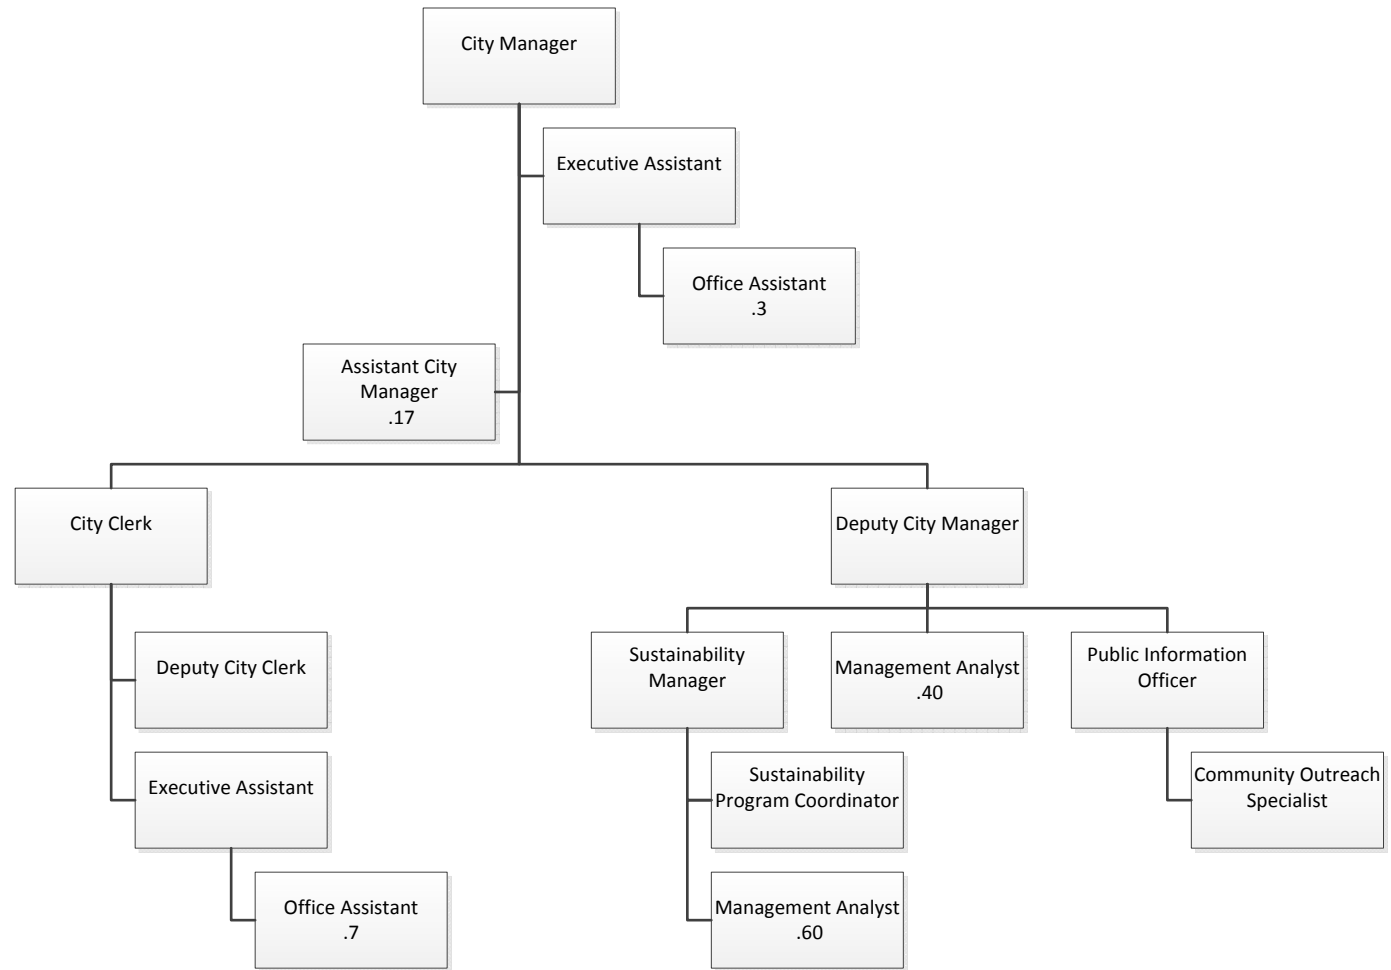 City Manager
Executive Assistant
Office Assistant
.3
Assistant City
Manager
.17
City Clerk
Deputy City Manager
Deputy City Clerk
Sustainability
Manager
Management Analyst
.40
Public Information
Officer
Executive Assistant
Sustainability
Program Coordinator
Community Outreach
Specialist
Office Assistant
.7
Management Analyst
.60